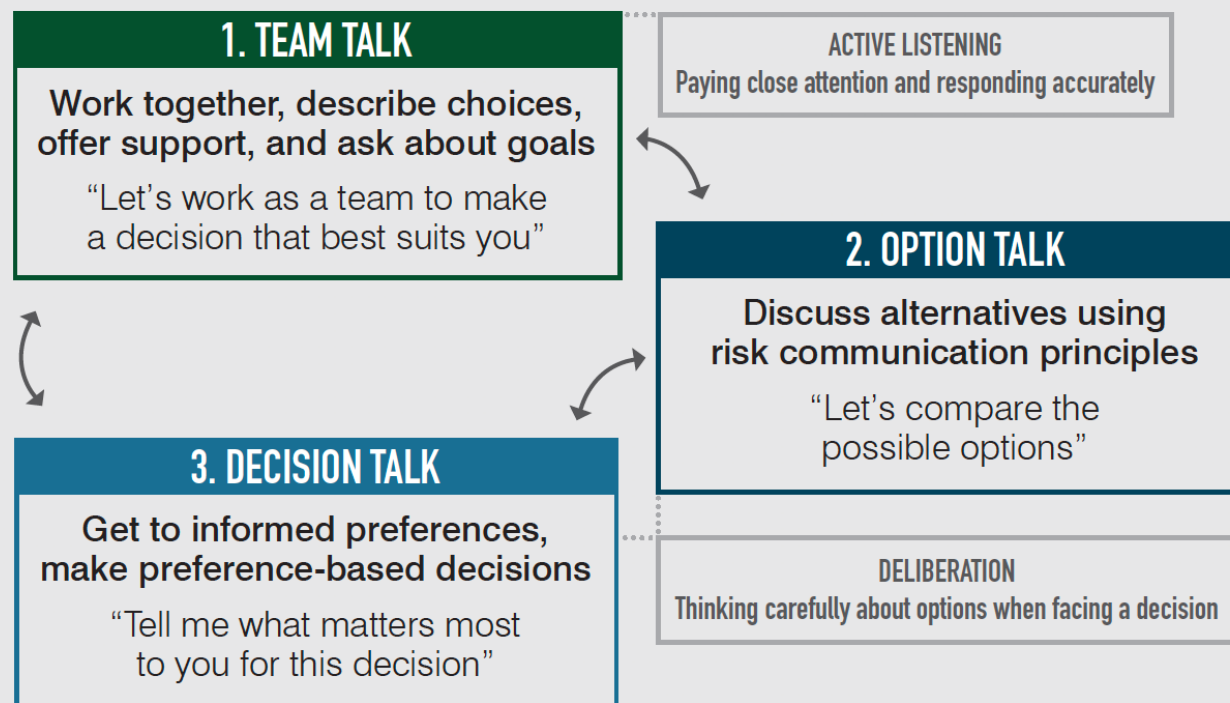 1. TEAM TALK
Work together, describe choices,
offer support, and ask about goals
“Let’s work as a team to make
a decision that best suits you”
ACTIVE LISTENING
Paying close attention and responding accurately
2. OPTION TALK
Discuss alternatives using
risk communication principles
“Let’s compare the
possible options”
3. DECISION TALK
Get to informed preferences,
make preference-based decisions
“Tell me what matters most
to you for this decision”
DELIBERATION
Thinking carefully about options when facing a decision